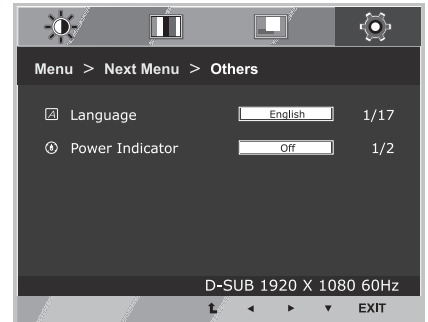 Menu > Next Menu > Others
Language English 1/17
Power Indicator Off 1/2
D-SUB 1920 X 1080 60Hz
EXIT